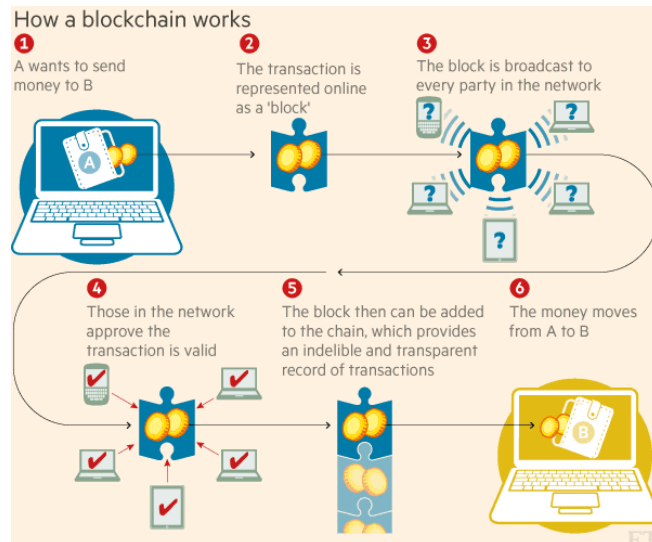 How a blockchain works
1
A wants to send
money to B
2
The transaction is
represented online
as a 'block'
3
The block is broadcast to
every party in the network
A
?
?
?
?
?
4
Those in the network
approve the
transaction is valid
5
The block then can be added
to the chain, which provides
an indelible and transparent
record of transactions
6
The money moves
from A to B
B
FT